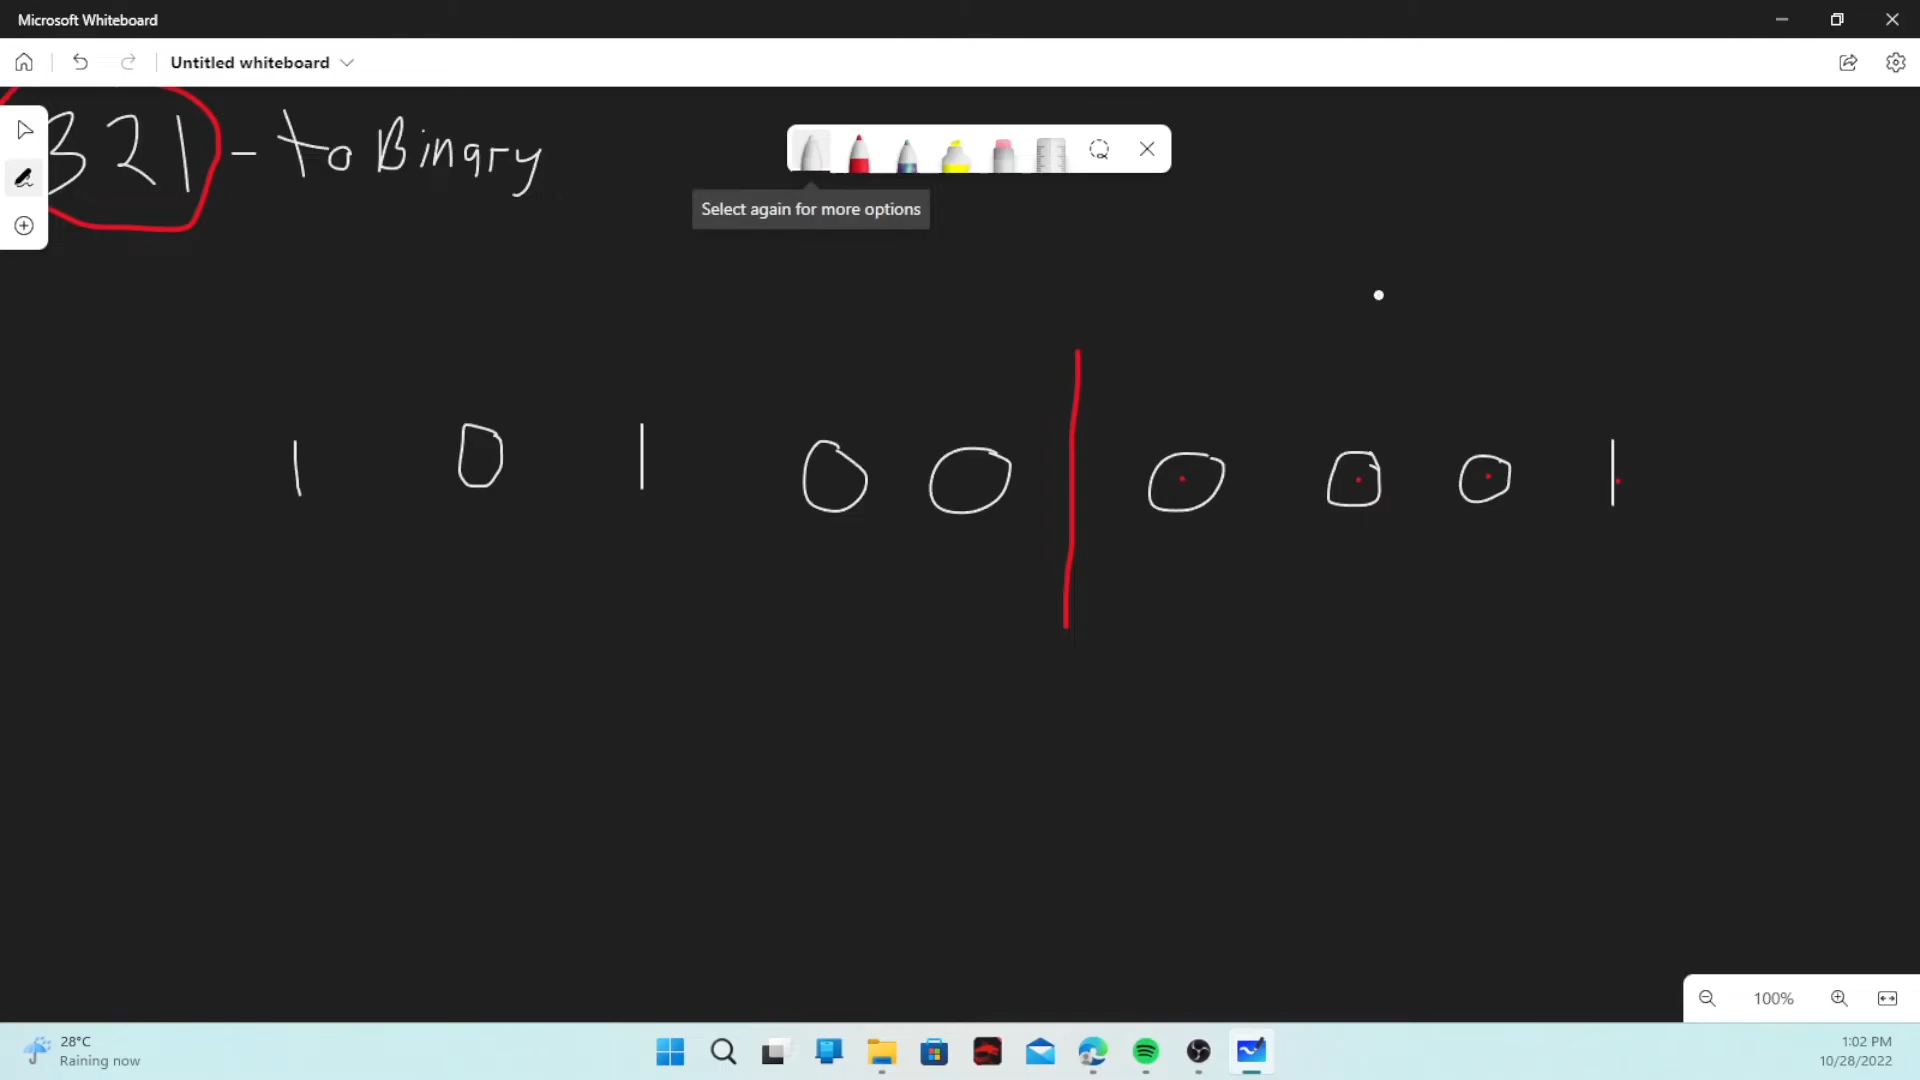 Microsoft Whiteboard
Untitled whiteboard
321 - to Binary
Select again for more options
1 0 1 0 0 | 0 0 0 1
100%
28°C
Raining now
1:02 PM
10/28/2022